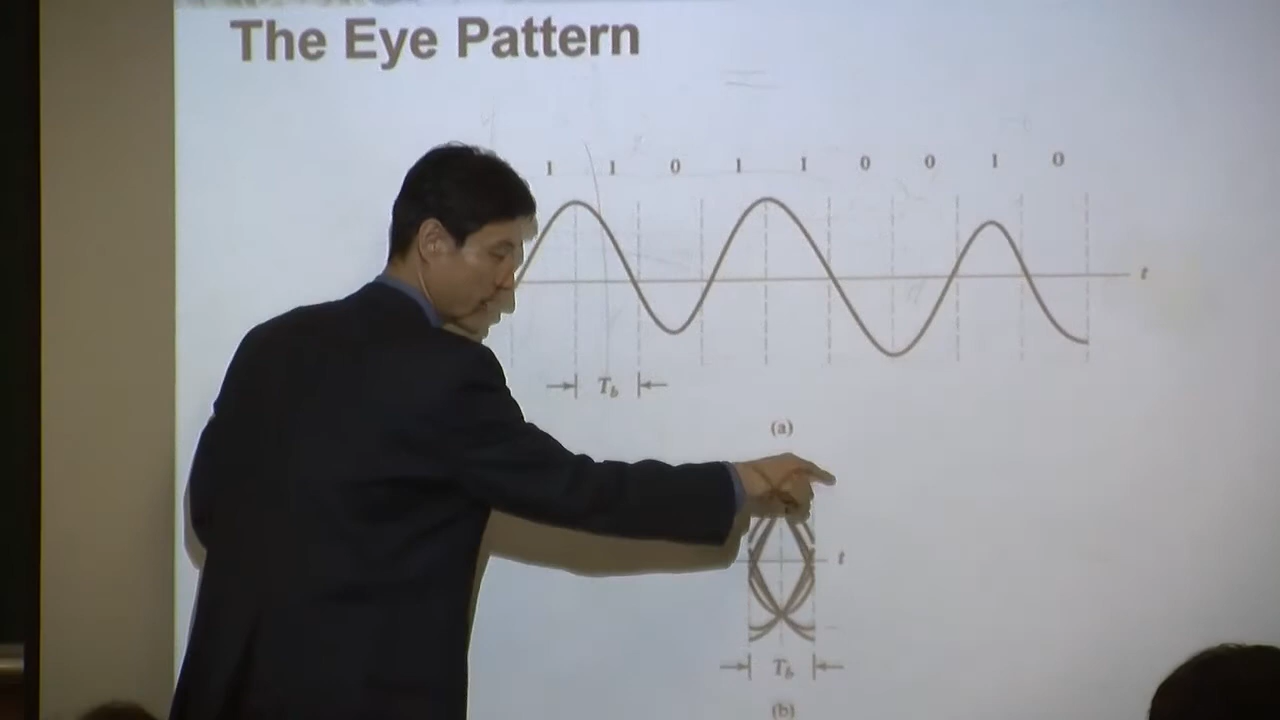 The Eye Pattern
1 1 0 1 1 0 0 1 0
t
T_b
(a)
t
T_b
(b)